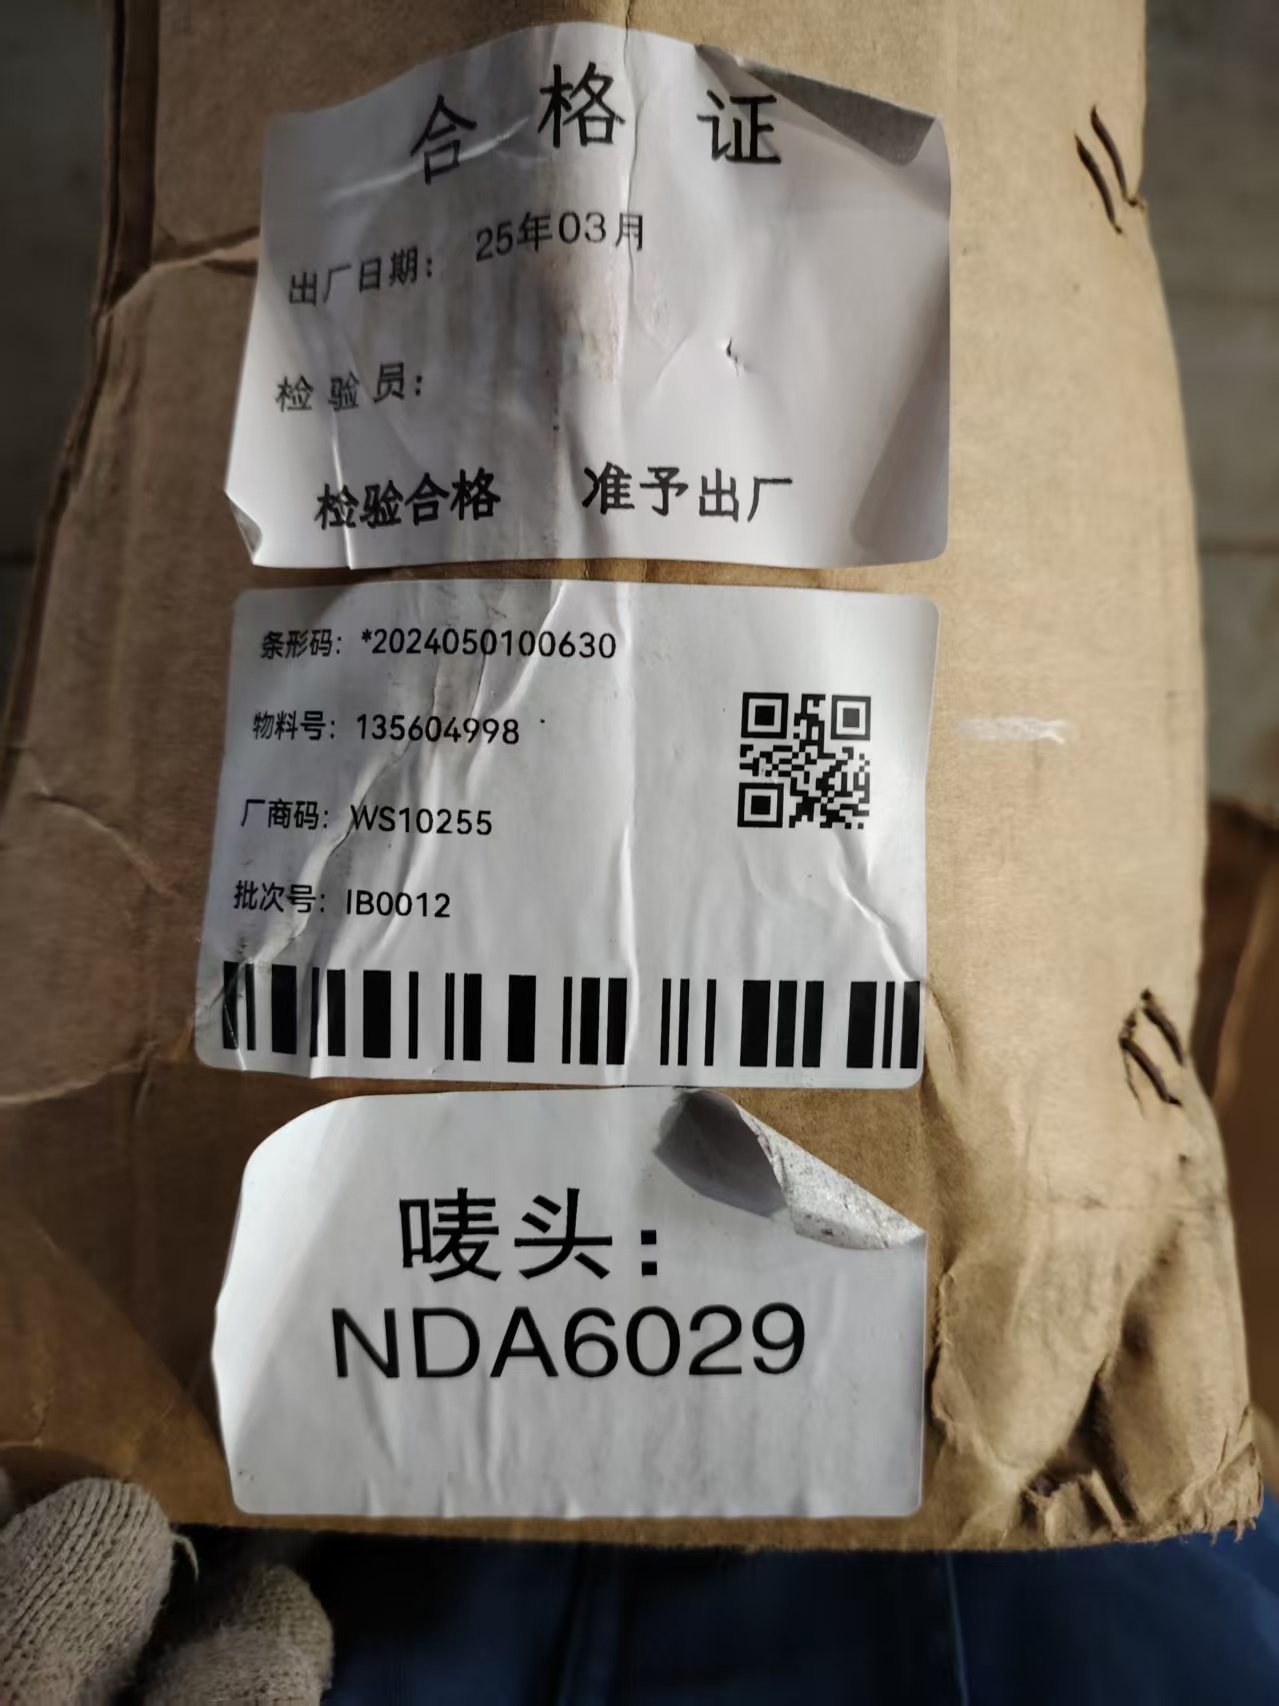 合格证
出厂日期：25年03月
检验员：
检验合格 准予出厂
条形码：*2024050100630
物料号：135604998
厂商码：WS10255
批次号：IB0012
唛头：
NDA6029